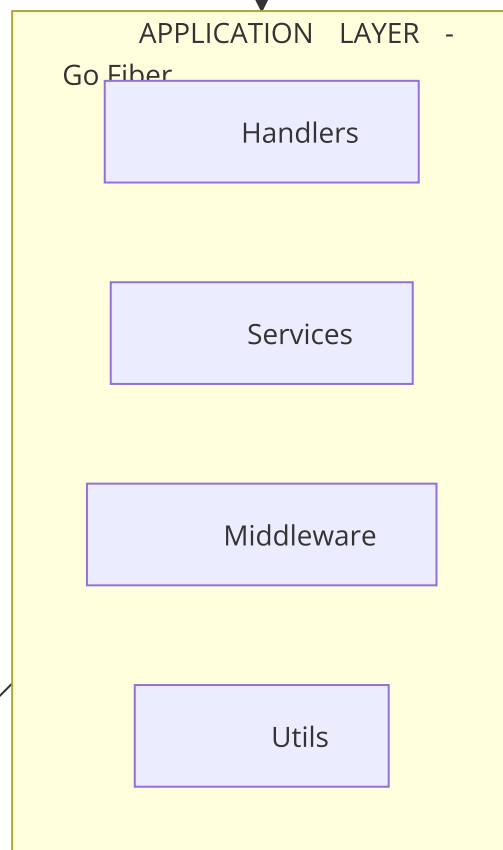 APPLICATION LAYER -
Go Fiber
Handlers
Services
Middleware
Utils